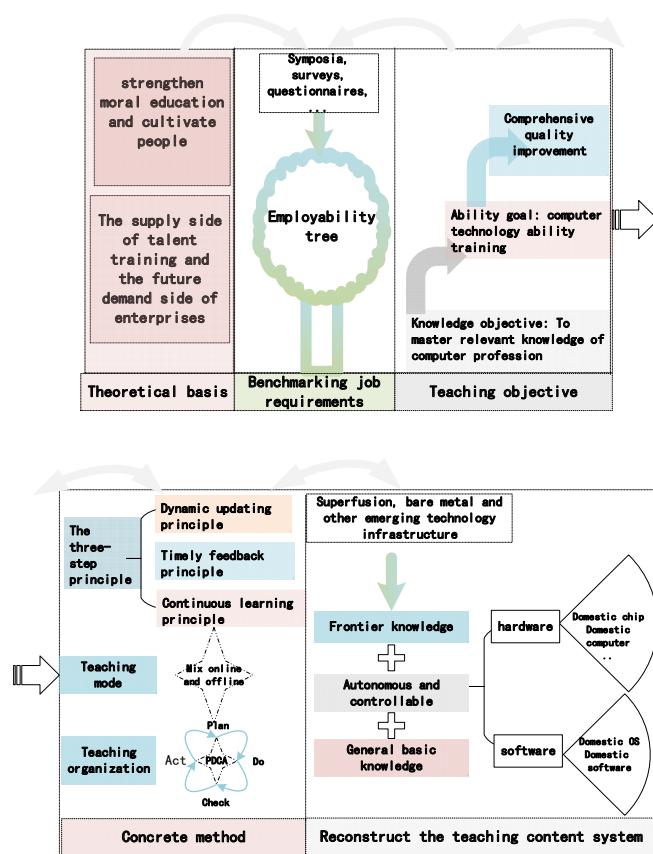 strengthen
moral education
and cultivate
people
The supply side
of talent
training and
the future
demand side of
enterprises
Theoretical basis
Symposia,
surveys,
questionnaires,
...
Employability
tree
Benchmarking job
requirements
Comprehensive
quality
improvement
Ability goal: computer
technology ability
training
Knowledge objective: To
master relevant knowledge of
computer profession
Teaching objective
The
three-
step
principle
Dynamic updating
principle
Timely feedback
principle
Continuous learning
principle
Teaching
mode
Mix online
and offline
Teaching
organization
Plan
Act
PDCA
Do
Check
Concrete method
Superfusion, bare metal and
other emerging technology
infrastructure
Frontier knowledge
Autonomous and
controllable
General basic
knowledge
hardware
Domestic chip
Domestic
computer
..
software
Domestic OS
Domestic
software
Reconstruct the teaching content system